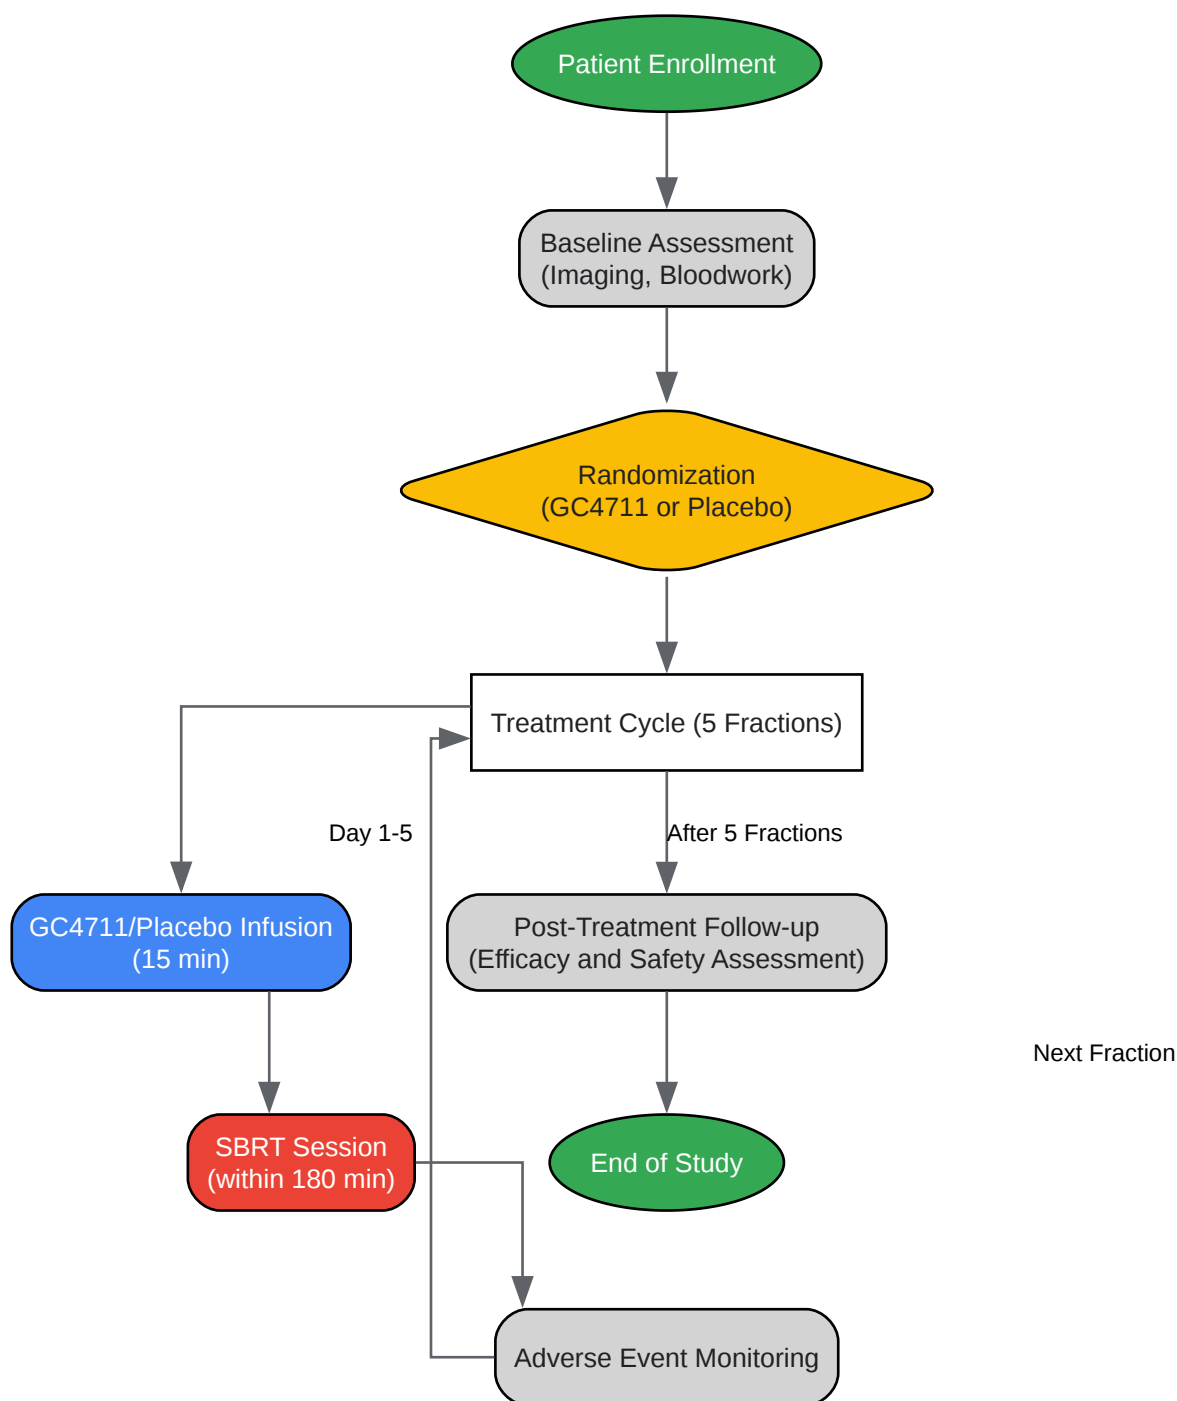 Patient Enrollment
Baseline Assessment
(Imaging, Bloodwork)
Randomization
(GC4711 or Placebo)
Treatment Cycle (5 Fractions)
Day 1-5
After 5 Fractions
GC4711/Placebo Infusion
(15 min)
Post-Treatment Follow-up
(Efficacy and Safety Assessment)
Next Fraction
SBRT Session
(within 180 min)
End of Study
Adverse Event Monitoring